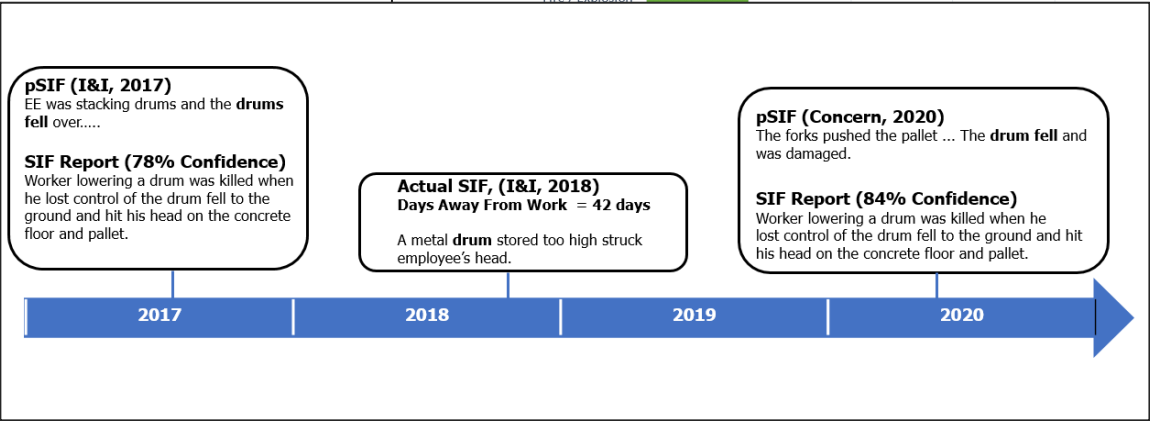 pSIF (I&I, 2017)
EE was stacking drums and the drums
fell over.....
SIF Report (78% Confidence)
Worker lowering a drum was killed when
he lost control of the drum fell to the
ground and hit his head on the concrete
floor and pallet.
Actual SIF, (I&I, 2018)
Days Away From Work = 42 days
A metal drum stored too high struck
employee's head.
pSIF (Concern, 2020)
The forks pushed the pallet ... The drum fell and
was damaged.
SIF Report (84% Confidence)
Worker lowering a drum was killed when he
lost control of the drum fell to the ground and hit
his head on the concrete floor and pallet.
2017
2018
2019
2020